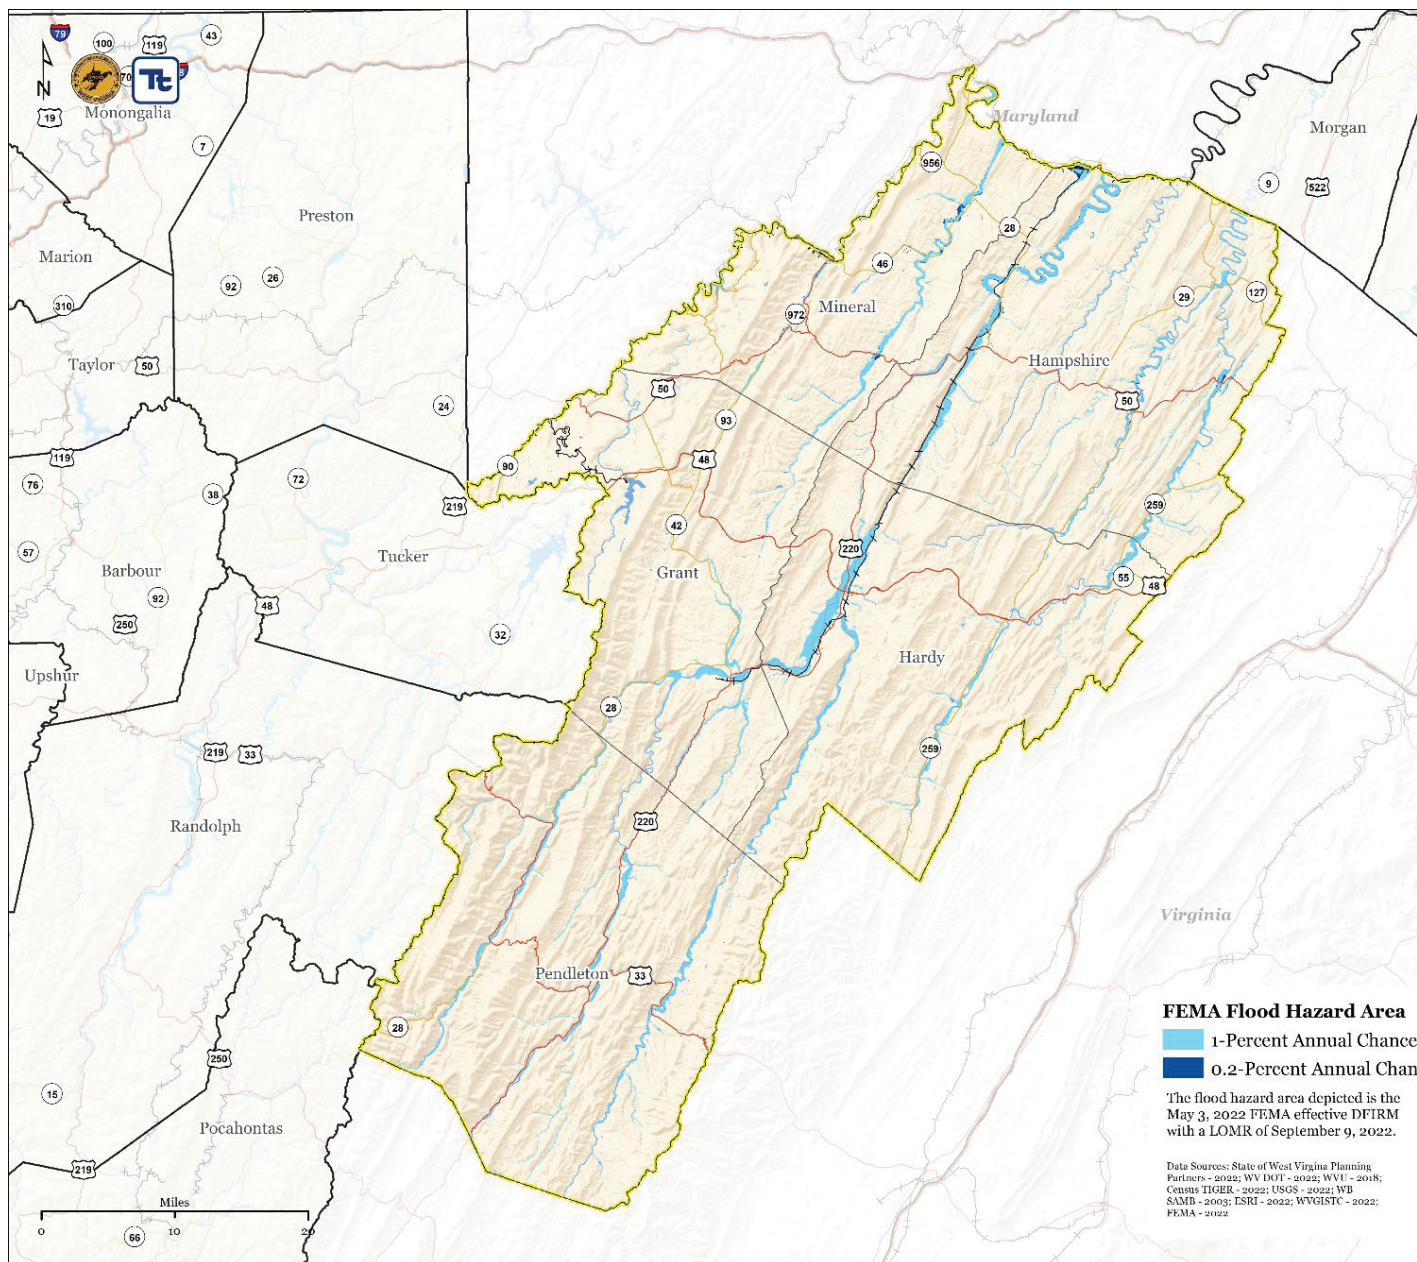 79
100
119
43
N
Tt
19
Monongalia
7
Maryland
Morgan
956
9
522
Preston
Marion
28
46
92
26
310
29
127
972
Mineral
Taylor
50
Hampshire
50
50
24
93
119
48
90
76
72
38
219
259
42
57
220
Tucker
Barbour
Grant
55
48
92
48
250
32
Hardy
Upshur
28
219
33
259
Randolph
220
Virginia
Pendleton
33
28
250
15
Pocahontas
219
66
Miles
0
10
20
FEMA Flood Hazard Area
1-Percent Annual Chance
0.2-Percent Annual Chan
The flood hazard area depicted is the
May 3, 2022 FEMA effective DFIRM
with a LOMR of September 9, 2022.
Data Sources: State of West Virgina Planning
Partners - 2022; WV DOT - 2022; WVU - 2018;
Census TIGER - 2022; USGS - 2022; WB
SAMB - 2003; ESRI - 2022; WVGISTC - 2022;
FEMA - 2022